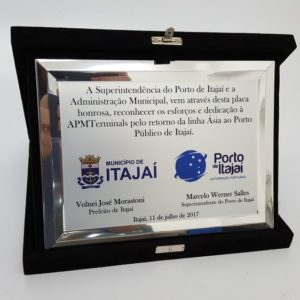 A Superintendência do Porto de Itajaí e a
Administração Municipal, vem através desta placa
honrosa, reconhecer os esforços e dedicação à
APMTerminals pelo retorno da linha Ásia ao Porto
Público de Itajaí.
MUNICÍPIO DE
ITAJAÍ
Porto
de Itajaí
AUTORIDADE PORTUÁRIA
Volnei José Morastoni
Prefeito de Itajaí
Marcelo Werner Salles
Superintendente do Porto de Itajaí
Itajaí, 11 de julho de 2017